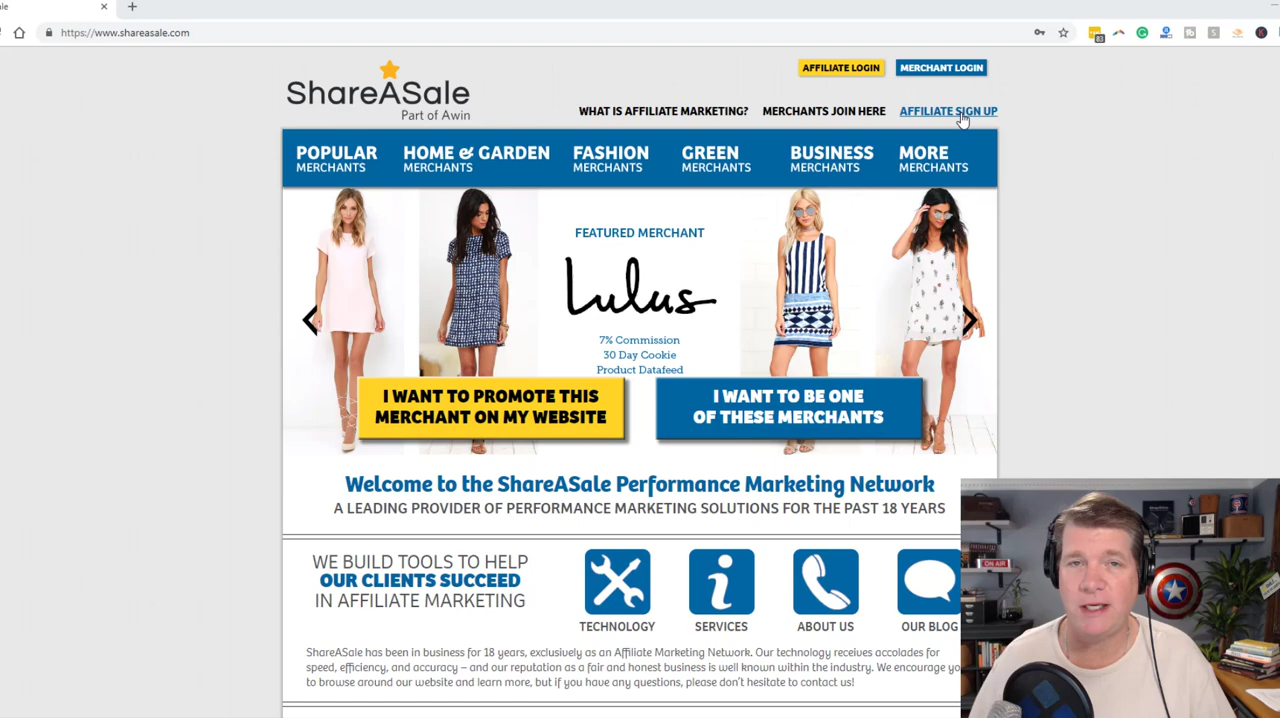 ale
https://www.shareasale.com
83
AFFILIATE LOGIN
MERCHANT LOGIN
ShareASale
Part of Awin
WHAT IS AFFILIATE MARKETING?
MERCHANTS JOIN HERE
AFFILIATE SIGN UP
POPULAR
MERCHANTS
HOME & GARDEN
MERCHANTS
FASHION
MERCHANTS
GREEN
MERCHANTS
BUSINESS
MERCHANTS
MORE
MERCHANTS
FEATURED MERCHANT
Lulus
7% Commission
30 Day Cookie
Product Datafeed
I WANT TO PROMOTE THIS
MERCHANT ON MY WEBSITE
I WANT TO BE ONE
OF THESE MERCHANTS
Welcome to the ShareASale Performance Marketing Network
A LEADING PROVIDER OF PERFORMANCE MARKETING SOLUTIONS FOR THE PAST 18 YEARS
WE BUILD TOOLS TO HELP
OUR CLIENTS SUCCEED
IN AFFILIATE MARKETING
TECHNOLOGY
SERVICES
ABOUT US
OUR BLOG
ON AIR
ShareASale has been in business for 18 years, exclusively as an Affiliate Marketing Network. Our technology receives accolades for
speed, efficiency, and accuracy – and our reputation as a fair and honest business is well known within the industry. We encourage yo
to browse around our website and learn more, but if you have any questions, please don't hesitate to contact us!